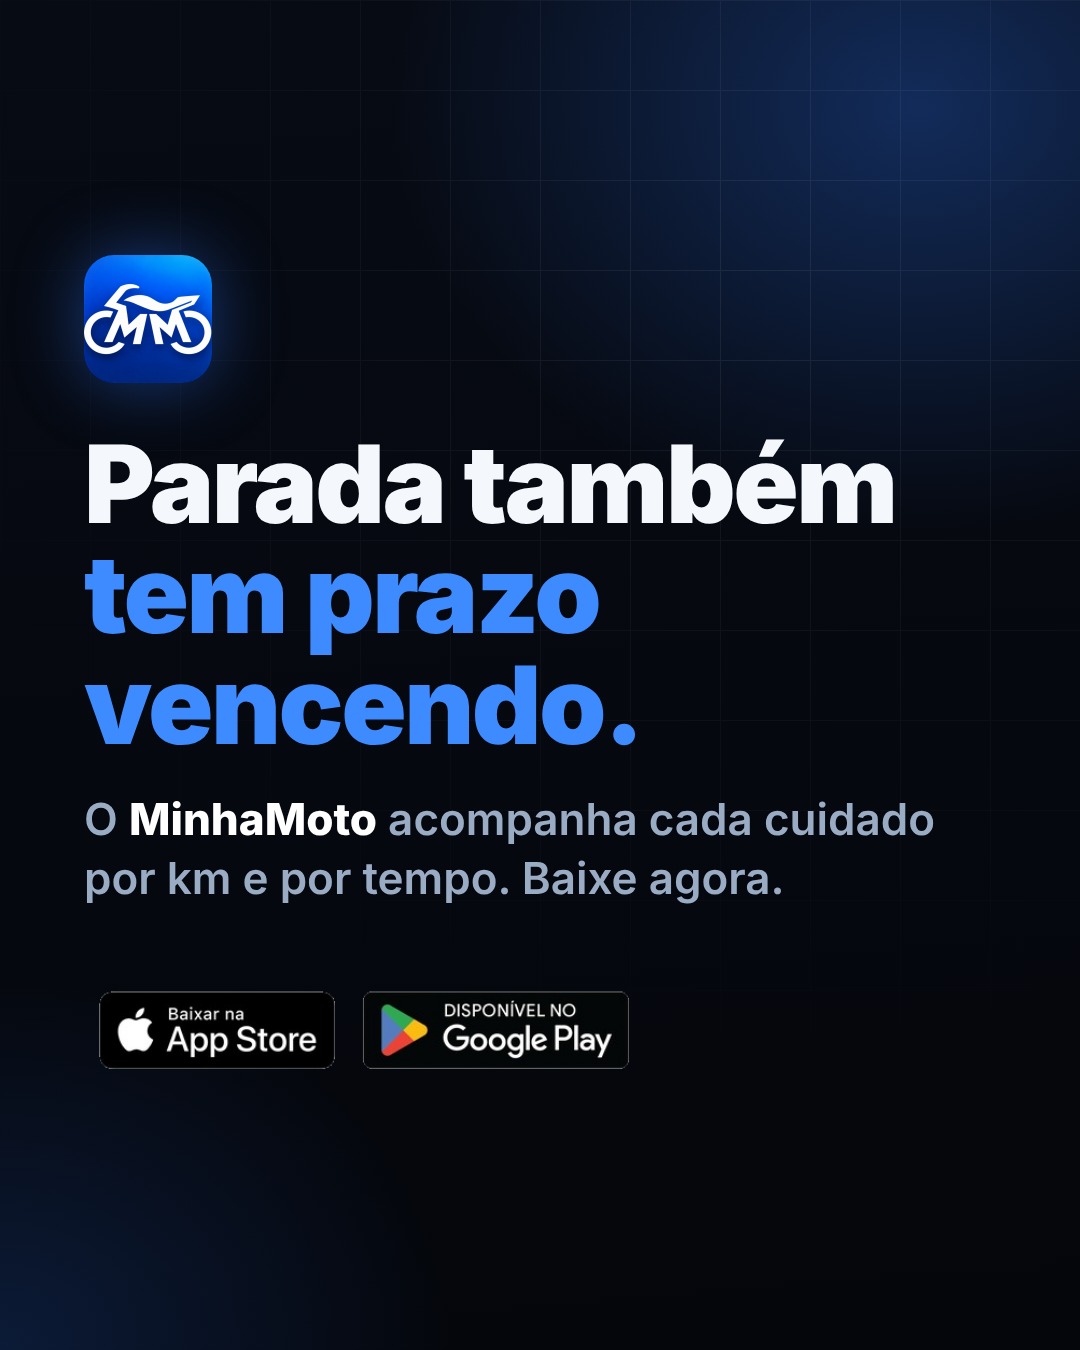 MM
Parada também
tem prazo
vencendo.
O MinhaMoto acompanha cada cuidado
por km e por tempo. Baixe agora.
Baixar na
App Store
DISPONÍVEL NO
Google Play